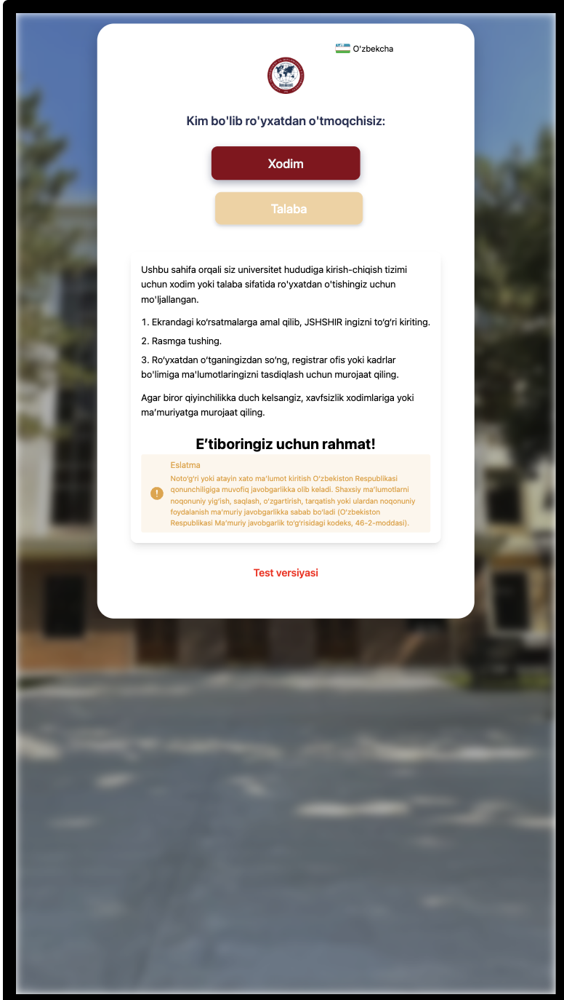 O'zbekcha
Kim bo'lib ro'yxatdan o'tmoqchisiz:
Xodim
Talaba
Ushbu sahifa orqali siz universitet hududiga kirish-chiqish tizimi
uchun xodim yoki talaba sifatida ro'yxatdan o'tishingiz uchun
mo'ljallangan.
1. Ekrandagi ko‘rsatmalarga amal qilib, JSHSHIR ingizni to‘g‘ri kiriting.
2. Rasmga tushing.
3. Ro‘yxatdan o‘tganingizdan so‘ng, registrar ofis yoki kadrlar
bo'limiga ma'lumotlaringizni tasdiqlash uchun murojaat qiling.
Agar biror qiyinchilikka duch kelsangiz, xavfsizlik xodimlariga yoki
ma’muriyatga murojaat qiling.
E’tiboringiz uchun rahmat!
Eslatma
Noto‘g‘ri yoki atayin xato ma’lumot kiritish O‘zbekiston Respublikasi
qonunchiligiga muvofiq javobgarlikka olib keladi. Shaxsiy ma’lumotlarni
noqonuniy yig‘ish, saqlash, o‘zgartirish, tarqatish yoki ulardan noqonuniy
foydalanish ma’muriy javobgarlikka sabab bo‘ladi (O‘zbekiston
Respublikasi Ma’muriy javobgarlik to‘g‘risidagi kodeks, 46-2-moddasi).
Test versiyasi